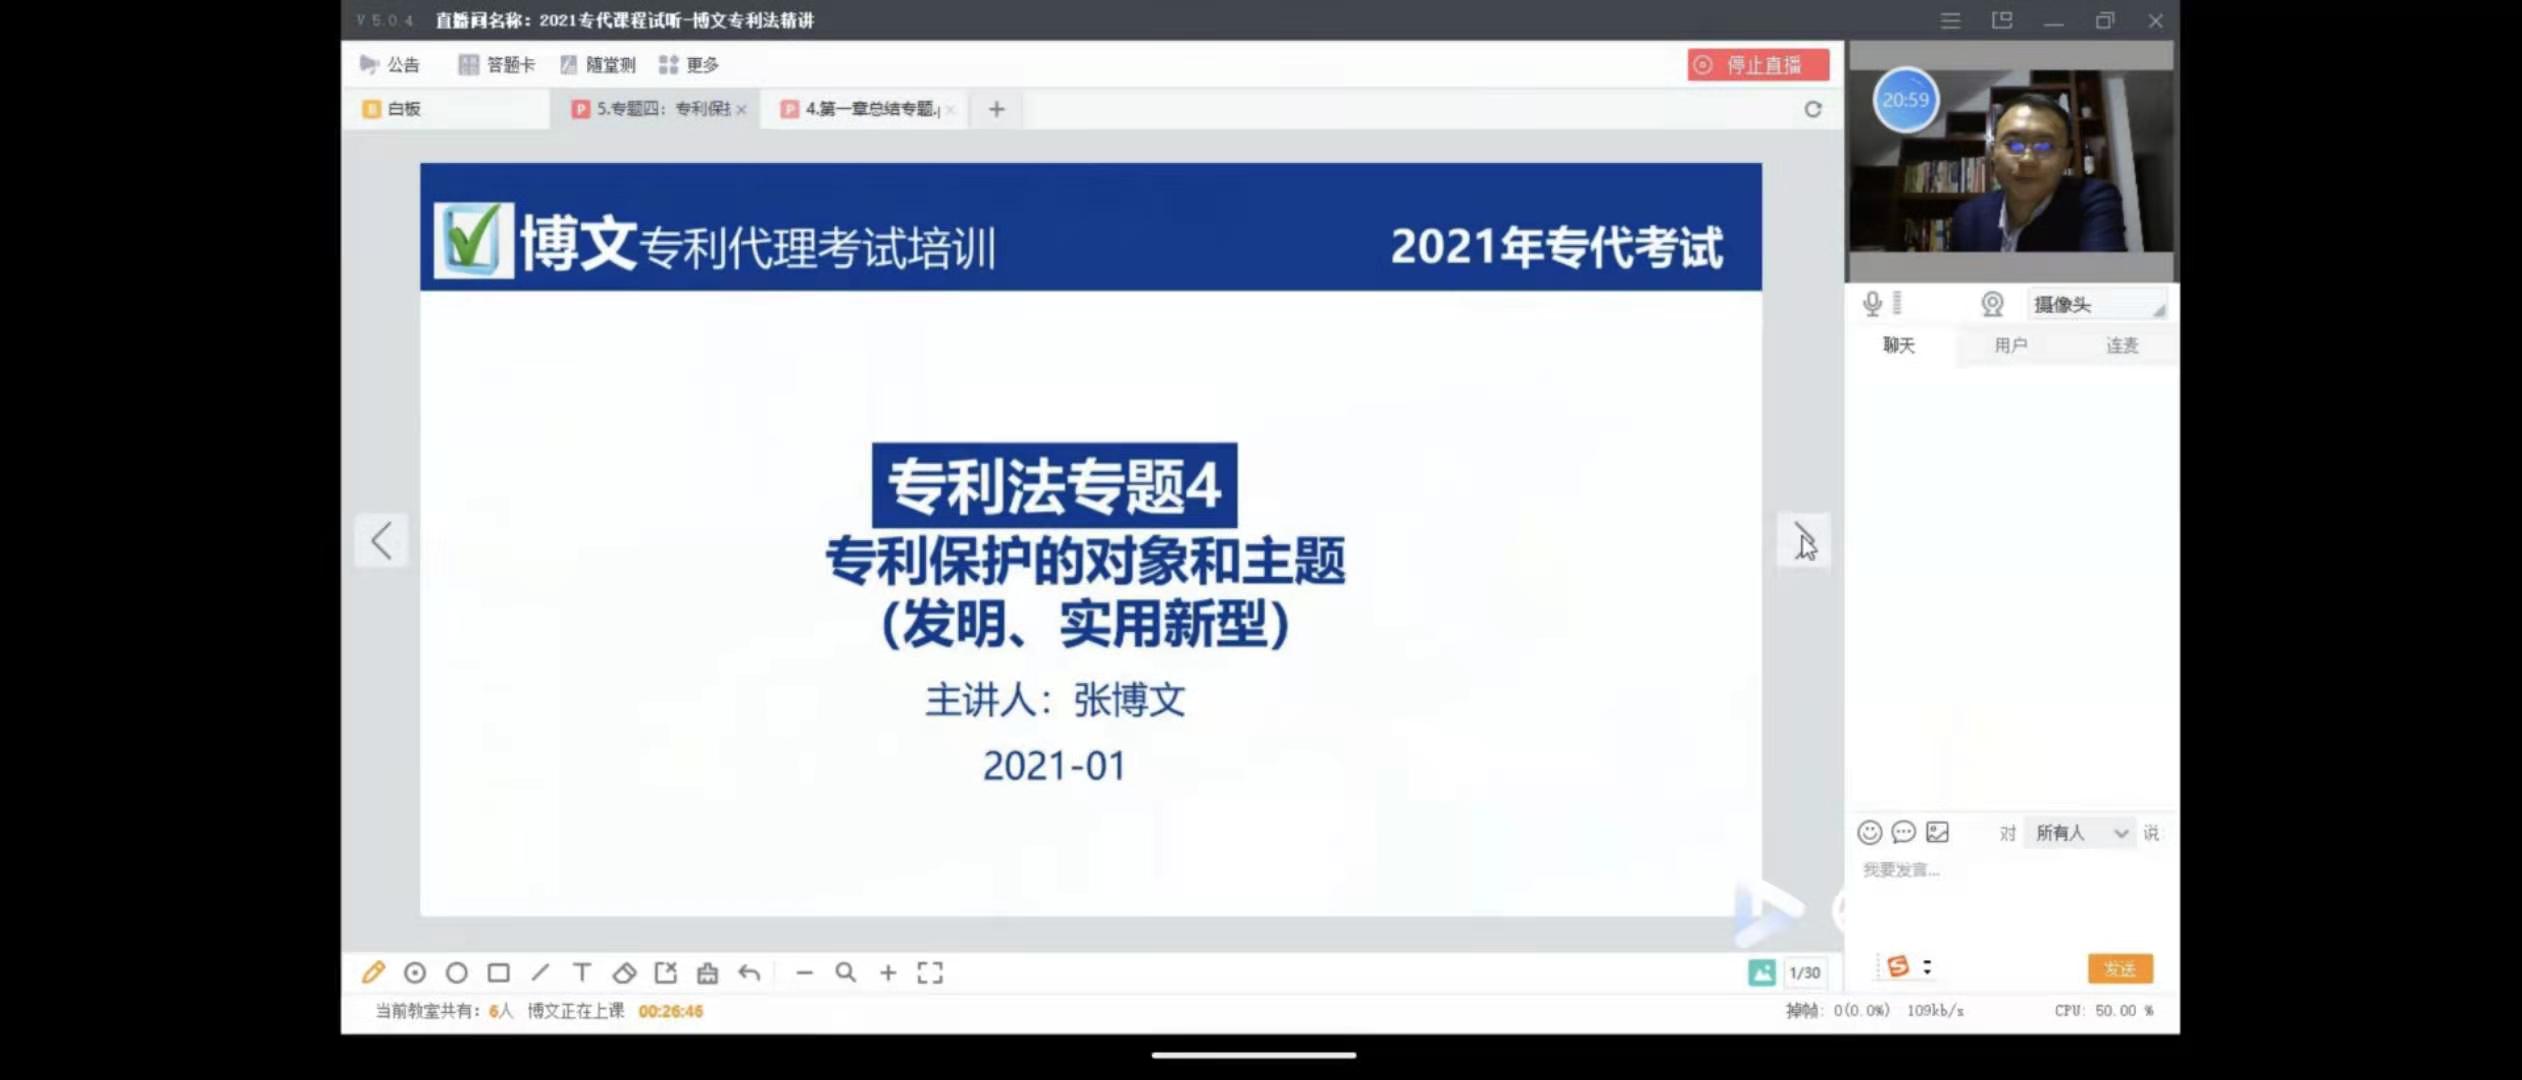 V 5.0.4 直播间名称：2021专代课程试听-博文专利法精讲
公告 答题卡 随堂测 更多
停止直播
白板 5.专题四：专利保 4.第一章总结专题.
20:59
博文专利代理考试培训
2021年专代考试
专利法专题4
专利保护的对象和主题
（发明、实用新型）
主讲人：张博文
2021-01
摄像头
聊天 用户 连麦
对 所有人 说:
我要发言...
发送
1/30
当前教室共有：6人 博文正在上课 00:26:46
掉帧：0(0.0%) 109kb/s CPU: 50.00 %